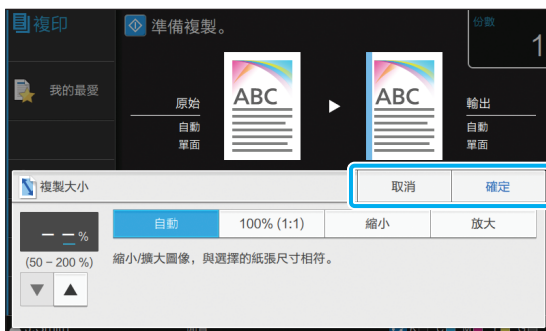 複印
準備複製。
份數
1
我的最愛
原始
ABC
ABC
輸出
自動
自動
單面
單面
複製大小
取消
確定
– – %
自動
100% (1:1)
縮小
放大
(50 – 200 %)
縮小/擴大圖像，與選擇的紙張尺寸相符。